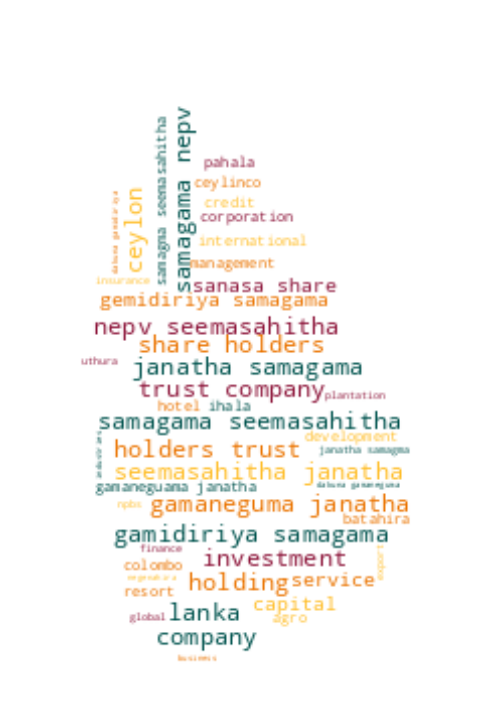 samagma seemasahitha
samagama nepv
pahala
ceylinco
ceylon
credit
corporation
international
management
insurance
sanasa share
gemidiriya samagama
nepv seemasahitha
share holders
uthura
janatha samagama
trust company
plantation
hotel ihala
samagama seemasahitha
development
holders trust
janatha samagma
seemasahitha janatha
gamaneguama janatha
dakuna gamaneguma
npbs
gamaneguma janatha
batahira
gamidiriya samagama
finance
investment
export
colombo
holding
service
resort
capital
global
lanka
agro
company
business